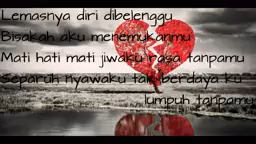 Lemasnya diri dibelenggu
Bisakah aku menemukanmu
Mati hati mati jiwaku rasa tanpamu
Separuh nyawaku tak berdaya ku
lumpuh tanpamu